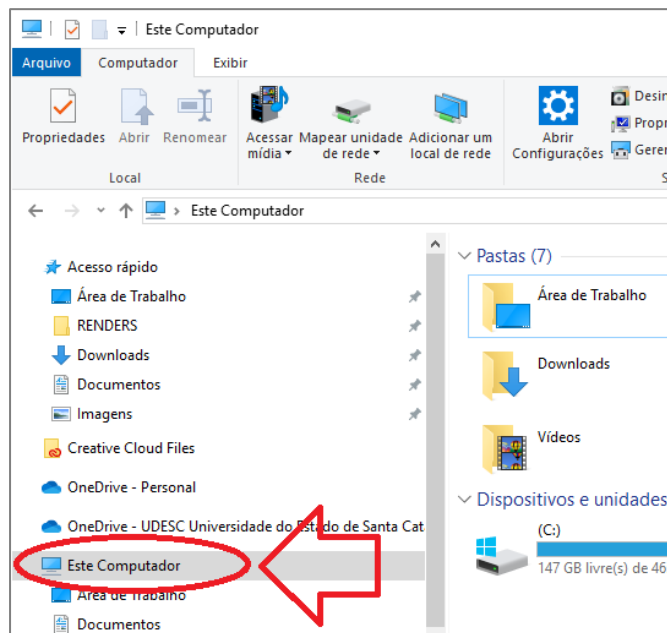 Este Computador
Arquivo Computador Exibir
Propriedades Abrir Renomear Acessar mídia Mapear unidade de rede Adicionar um local de rede Abrir Configurações
Desin
Propri
Geren
Local Rede S
Este Computador
Acesso rápido
Área de Trabalho
RENDERS
Downloads
Documentos
Imagens
Creative Cloud Files
OneDrive - Personal
OneDrive - UDESC Universidade do Estado de Santa Cat
Este Computador
Área de Trabalho
Documentos
Pastas (7)
Área de Trabalho
Downloads
Vídeos
Dispositivos e unidades
(C:)
147 GB livre(s) de 46